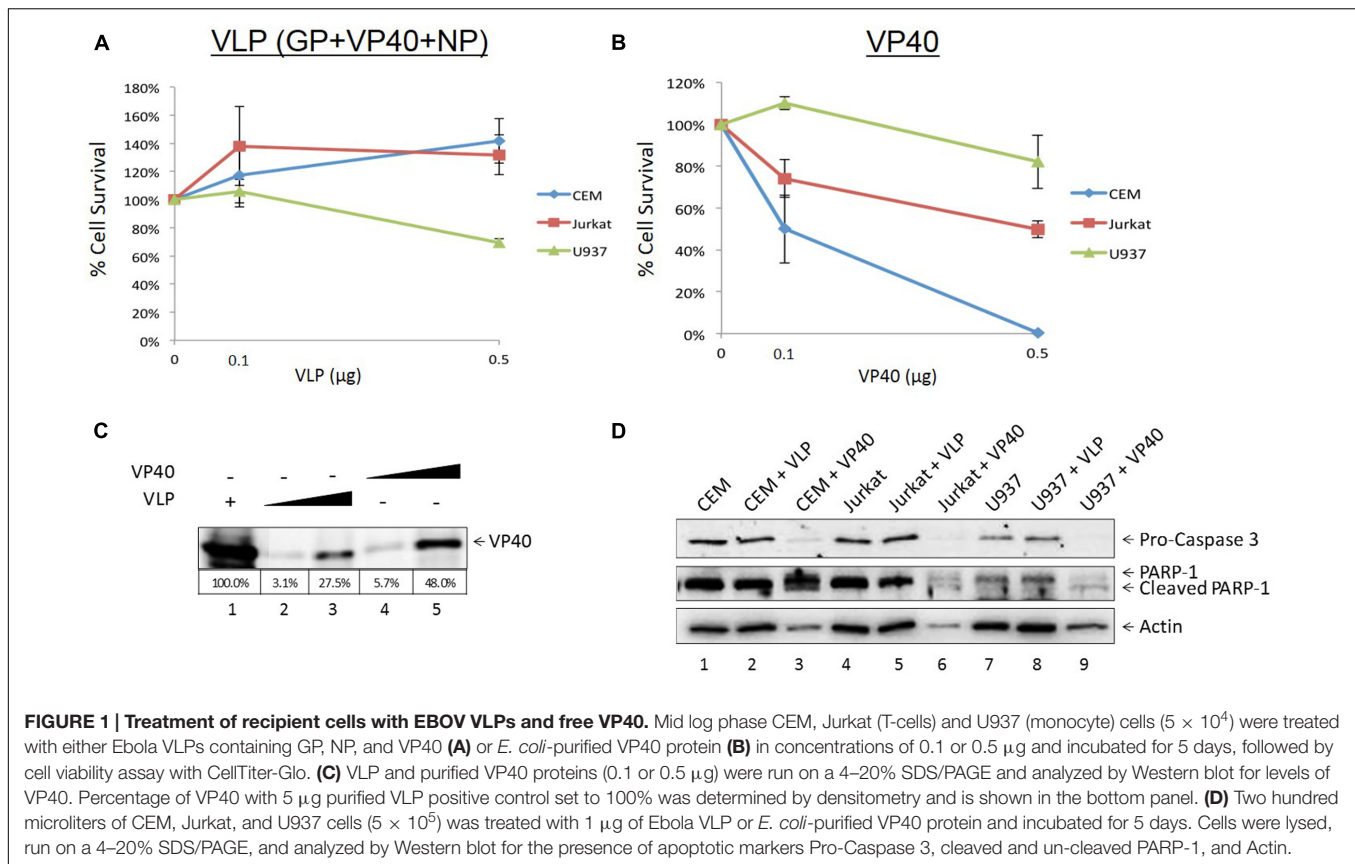 A
VLP (GP+VP40+NP)
180%
160%
140%
120%
100%
80%
60%
40%
20%
0%
% Cell Survival
0
0.1
0.5
VLP (µg)
CEM
Jurkat
U937
B
VP40
120%
100%
80%
60%
40%
20%
0%
% Cell Survival
0
0.1
0.5
VP40 (µg)
CEM
Jurkat
U937
C
VP40 - - -
VLP + - -
VP40
100.0% 3.1% 27.5% 5.7% 48.0%
1 2 3 4 5
D
CEM
CEM + VLP
CEM + VP40
Jurkat
Jurkat + VLP
Jurkat + VP40
U937
U937 + VLP
U937 + VP40
Pro-Caspase 3
PARP-1
Cleaved PARP-1
Actin
1 2 3 4 5 6 7 8 9
FIGURE 1 | Treatment of recipient cells with EBOV VLPs and free VP40. Mid log phase CEM, Jurkat (T-cells) and U937 (monocyte) cells (5 × 10⁴) were treated
with either Ebola VLPs containing GP, NP, and VP40 (A) or E. coli-purified VP40 protein (B) in concentrations of 0.1 or 0.5 µg and incubated for 5 days, followed by
cell viability assay with CellTiter-Glo. (C) VLP and purified VP40 proteins (0.1 or 0.5 µg) were run on a 4–20% SDS/PAGE and analyzed by Western blot for levels of
VP40. Percentage of VP40 with 5 µg purified VLP positive control set to 100% was determined by densitometry and is shown in the bottom panel. (D) Two hundred
microliters of CEM, Jurkat, and U937 cells (5 × 10⁵) was treated with 1 µg of Ebola VLP or E. coli-purified VP40 protein and incubated for 5 days. Cells were lysed,
run on a 4–20% SDS/PAGE, and analyzed by Western blot for the presence of apoptotic markers Pro-Caspase 3, cleaved and un-cleaved PARP-1, and Actin.